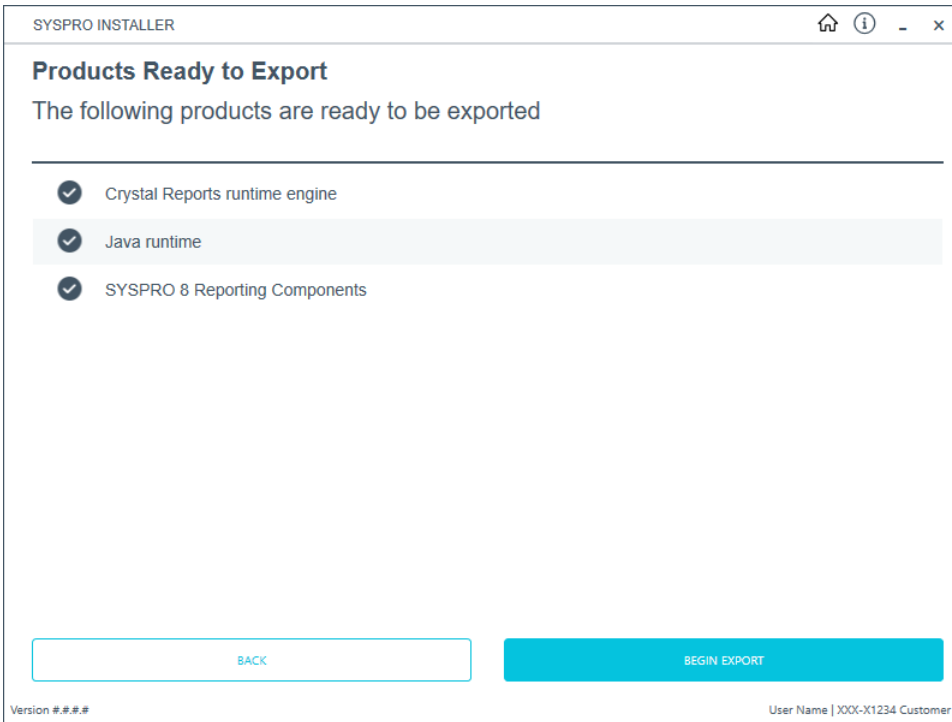 SYSPRO INSTALLER
Products Ready to Export
The following products are ready to be exported
Crystal Reports runtime engine
Java runtime
SYSPRO 8 Reporting Components
BACK
BEGIN EXPORT
Version #.#.#.#
User Name | XXX-X1234 Customer